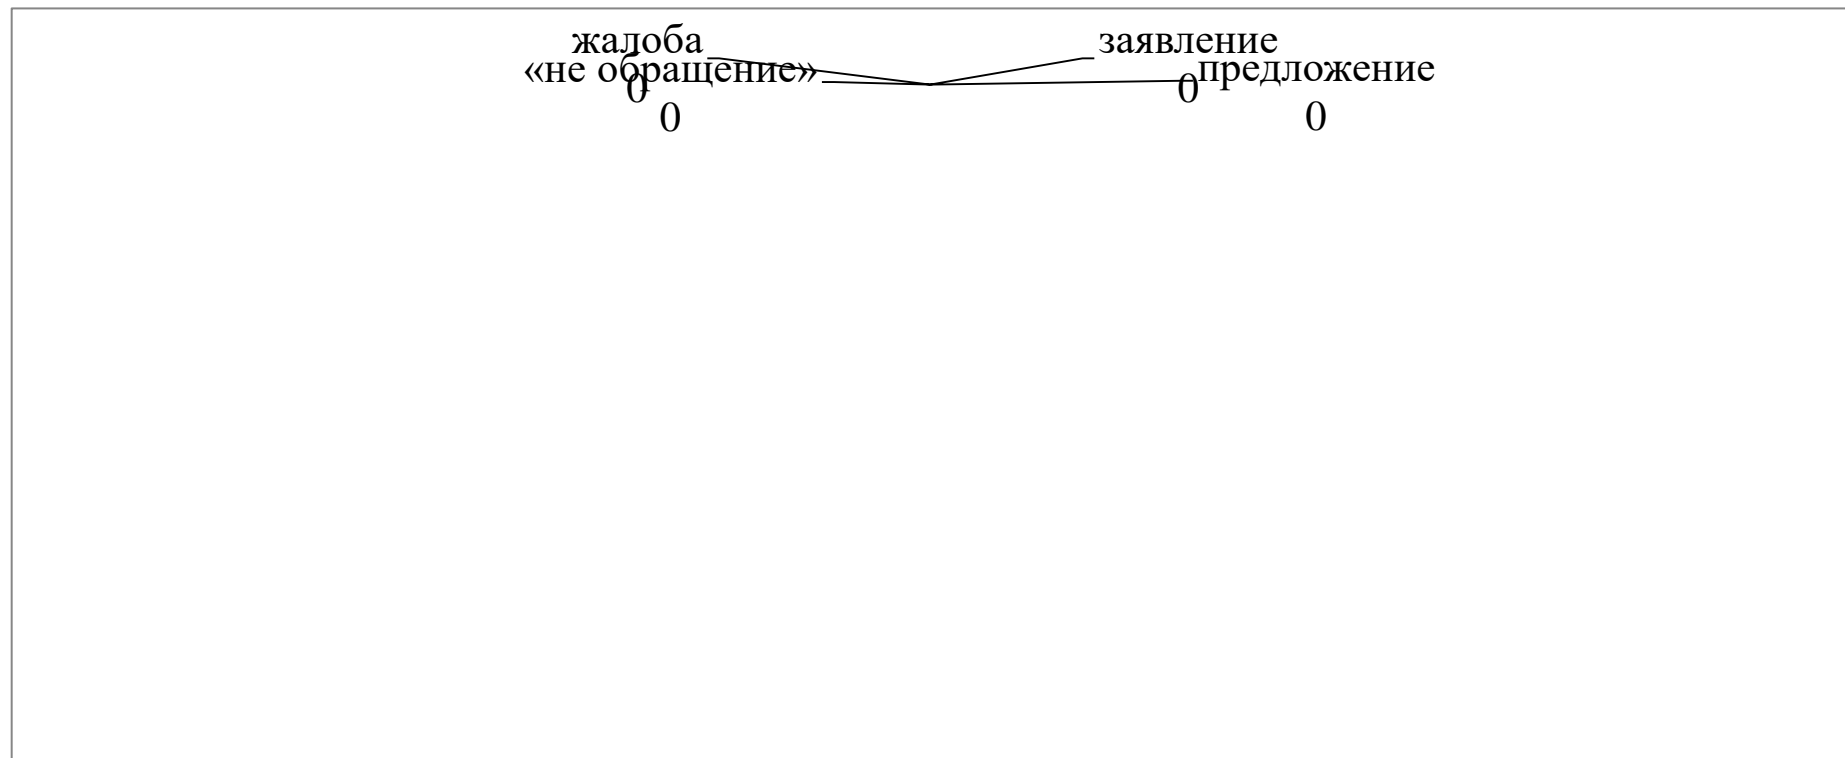 жалоба
0
заявление
0
«не обращение»
0
предложение
0